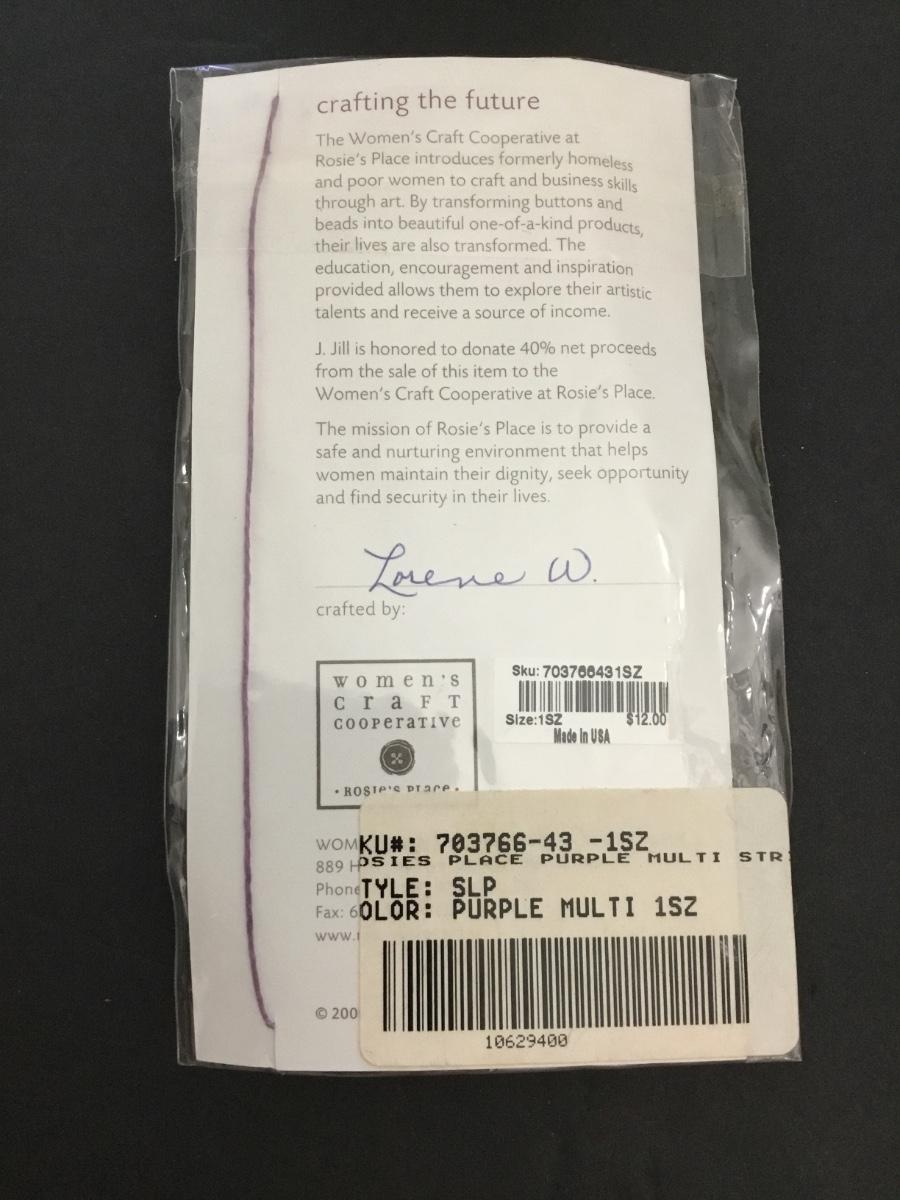 crafting the future
The Women's Craft Cooperative at
Rosie's Place introduces formerly homeless
and poor women to craft and business skills
through art. By transforming buttons and
beads into beautiful one-of-a-kind products,
their lives are also transformed. The
education, encouragement and inspiration
provided allows them to explore their artistic
talents and receive a source of income.
J. Jill is honored to donate 40% net proceeds
from the sale of this item to the
Women's Craft Cooperative at Rosie's Place.
The mission of Rosie's Place is to provide a
safe and nurturing environment that helps
women maintain their dignity, seek opportunity
and find security in their lives.
Lorene W.
crafted by:
women's
craft
cooperative
• ROSIE'S PLACE •
Sku: 703766431SZ
Size:1SZ $12.00
Made In USA
WOM
889 H
Phone
Fax: 6
www.
© 200
KU#: 703766-43 -1SZ
OSIES PLACE PURPLE MULTI STR
TYLE: SLP
OLOR: PURPLE MULTI 1SZ
10629400